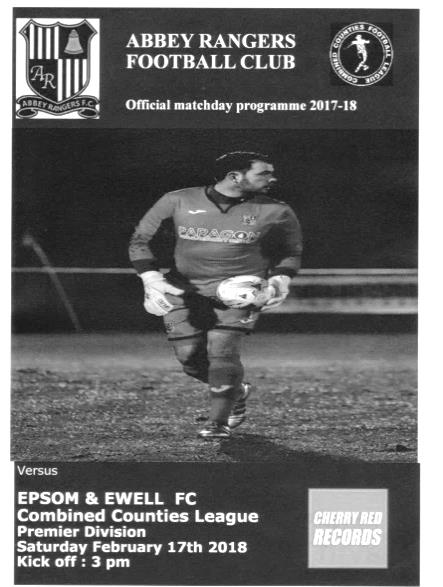 ABBEY RANGERS
FOOTBALL CLUB
Official matchday programme 2017-18
AR
ABBEY RANGERS F.C.
COMBINED COUNTIES FOOTBALL LEAGUE
PAPAGON
Versus
EPSOM & EWELL FC
Combined Counties League
Premier Division
Saturday February 17th 2018
Kick off : 3 pm
CHERRY RED
RECORDS